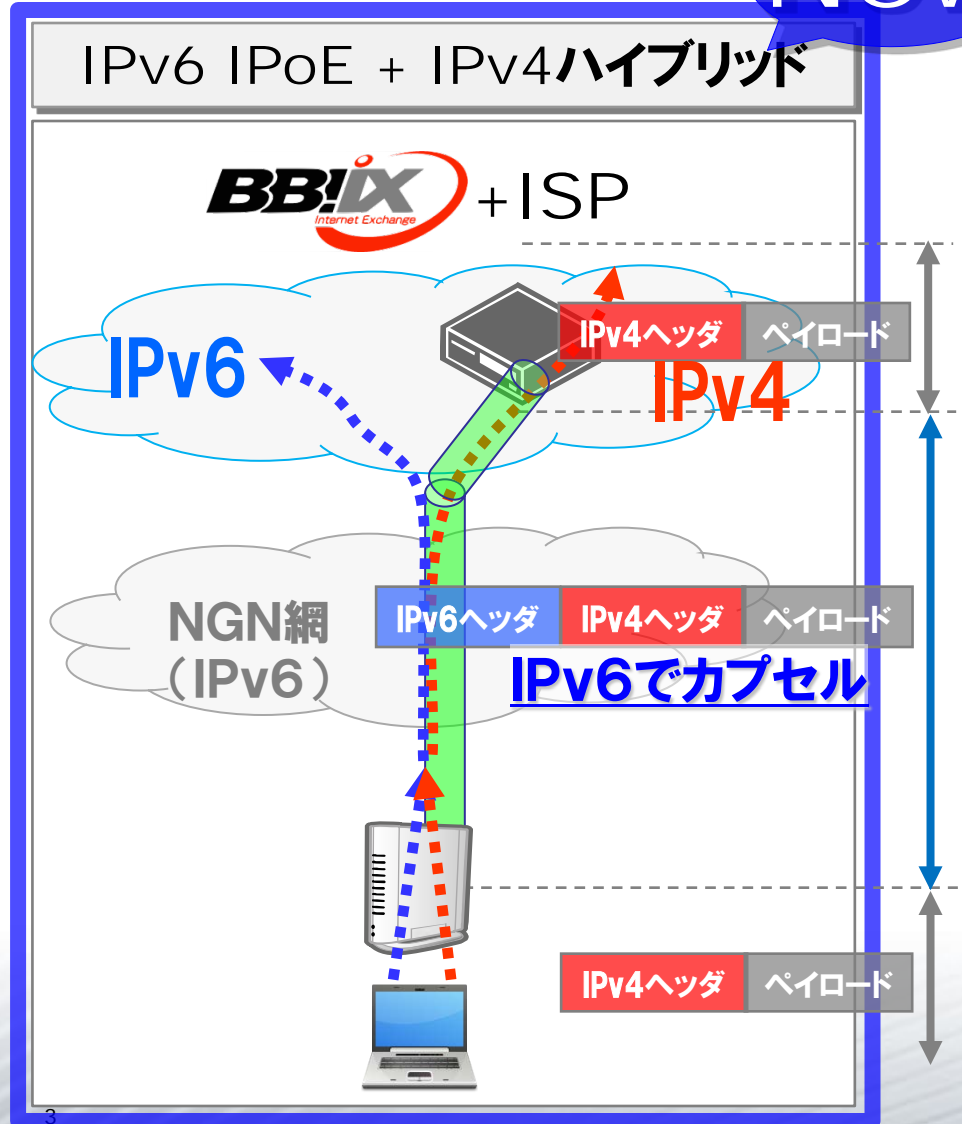 IPv6 IPoE + IPv4ハイブリッド
BBIX
Internet Exchange
+ISP
IPv4ヘッダ ペイロード
IPv6
IPv4
IPv6ヘッダ IPv4ヘッダ ペイロード
NGN網
(IPv6)
IPv6でカプセル
IPv4ヘッダ ペイロード
3